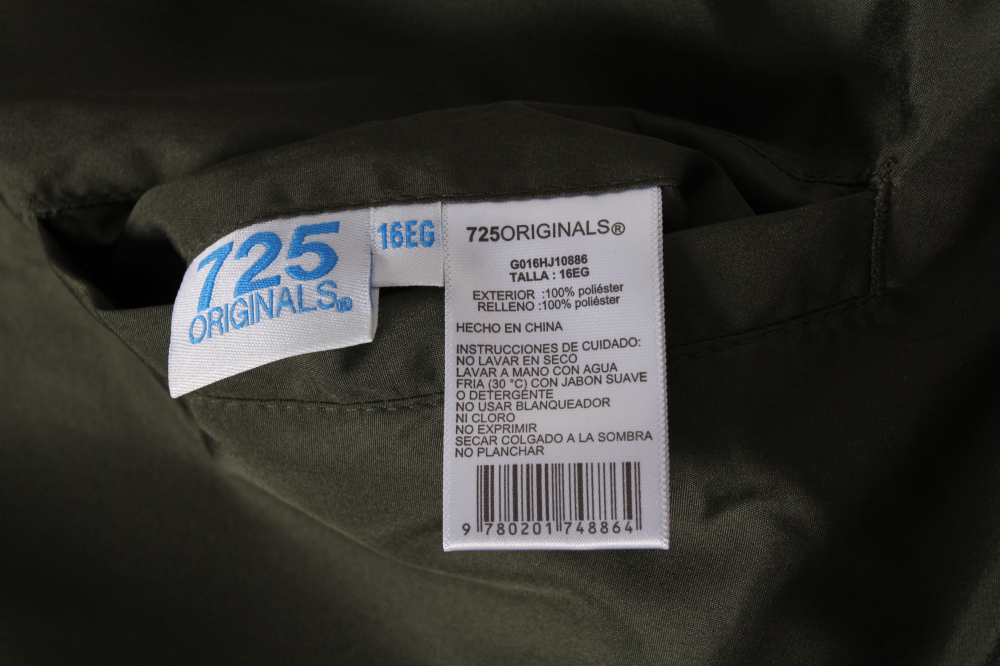 725
ORIGINALS
16EG
725ORIGINALS®
G016HJ10886
TALLA : 16EG
EXTERIOR :100% poliéster
RELLENO :100% poliéster
HECHO EN CHINA
INSTRUCCIONES DE CUIDADO:
NO LAVAR EN SECO
LAVAR A MANO CON AGUA
FRIA (30 °C) CON JABON SUAVE
O DETERGENTE
NO USAR BLANQUEADOR
NI CLORO
NO EXPRIMIR
SECAR COLGADO A LA SOMBRA
NO PLANCHAR
9 780201 748864